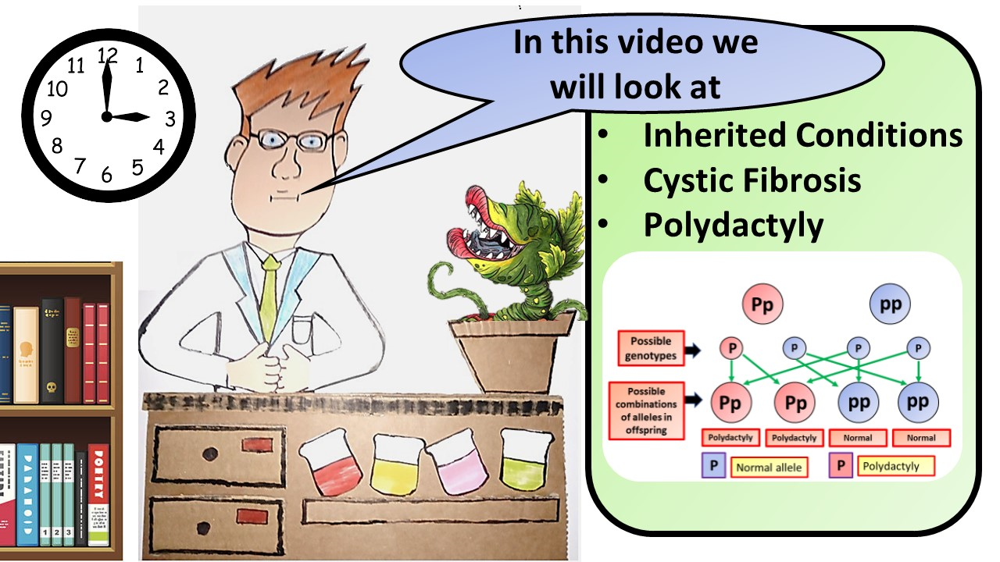 In this video we
will look at
12
11
1
10
2
9
3
8
4
7
5
6
• Inherited Conditions
• Cystic Fibrosis
• Polydactyly
Pp
pp
Possible
genotypes
P
P
P
P
Possible
combinations
of alleles in
offspring
Pp
Pp
pp
pp
Polydactyly
Polydactyly
Normal
Normal
P
Normal allele
P
Polydactyly
PARANOID
1
2
3
POETRY